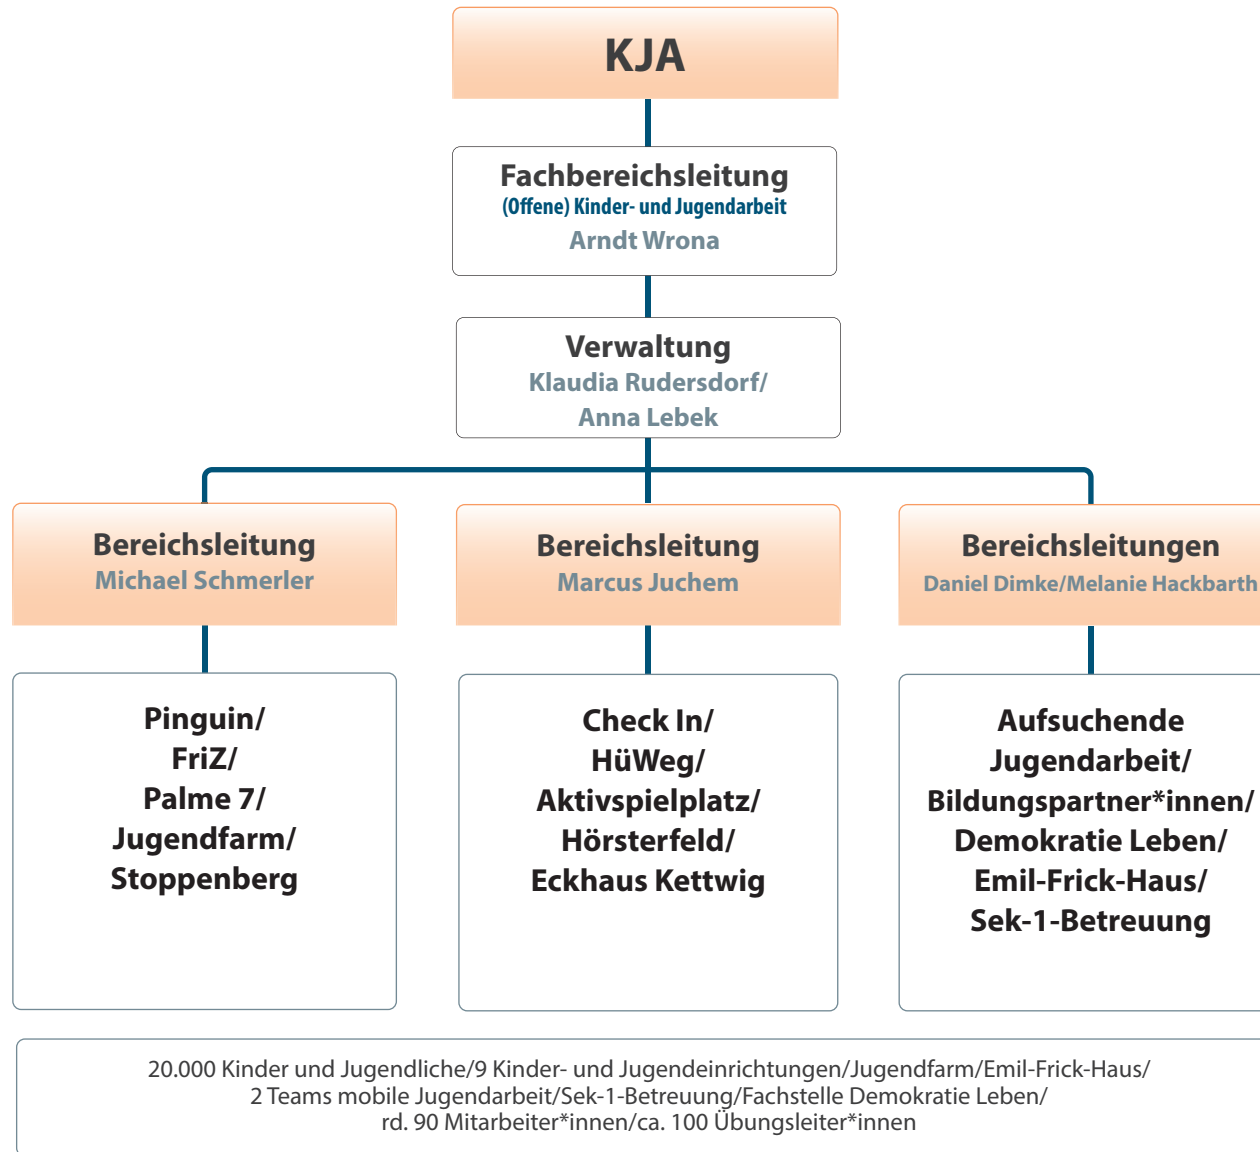 KJA
Fachbereichsleitung
(Offene) Kinder- und Jugendarbeit
Arndt Wrona
Verwaltung
Klaudia Rudersdorf/
Anna Lebek
Bereichsleitung
Michael Schmerler
Pinguin/
FriZ/
Palme 7/
Jugendfarm/
Stoppenberg
Bereichsleitung
Marcus Juchem
Check In/
HüWeg/
Aktivspielplatz/
Hörsterfeld/
Eckhaus Kettwig
Bereichsleitungen
Daniel Dimke/Melanie Hackbarth
Aufsuchende
Jugendarbeit/
Bildungspartner*innen/
Demokratie Leben/
Emil-Frick-Haus/
Sek-1-Betreuung
20.000 Kinder und Jugendliche/9 Kinder- und Jugendeinrichtungen/Jugendfarm/Emil-Frick-Haus/
2 Teams mobile Jugendarbeit/Sek-1-Betreuung/Fachstelle Demokratie Leben/
rd. 90 Mitarbeiter*innen/ca. 100 Übungsleiter*innen